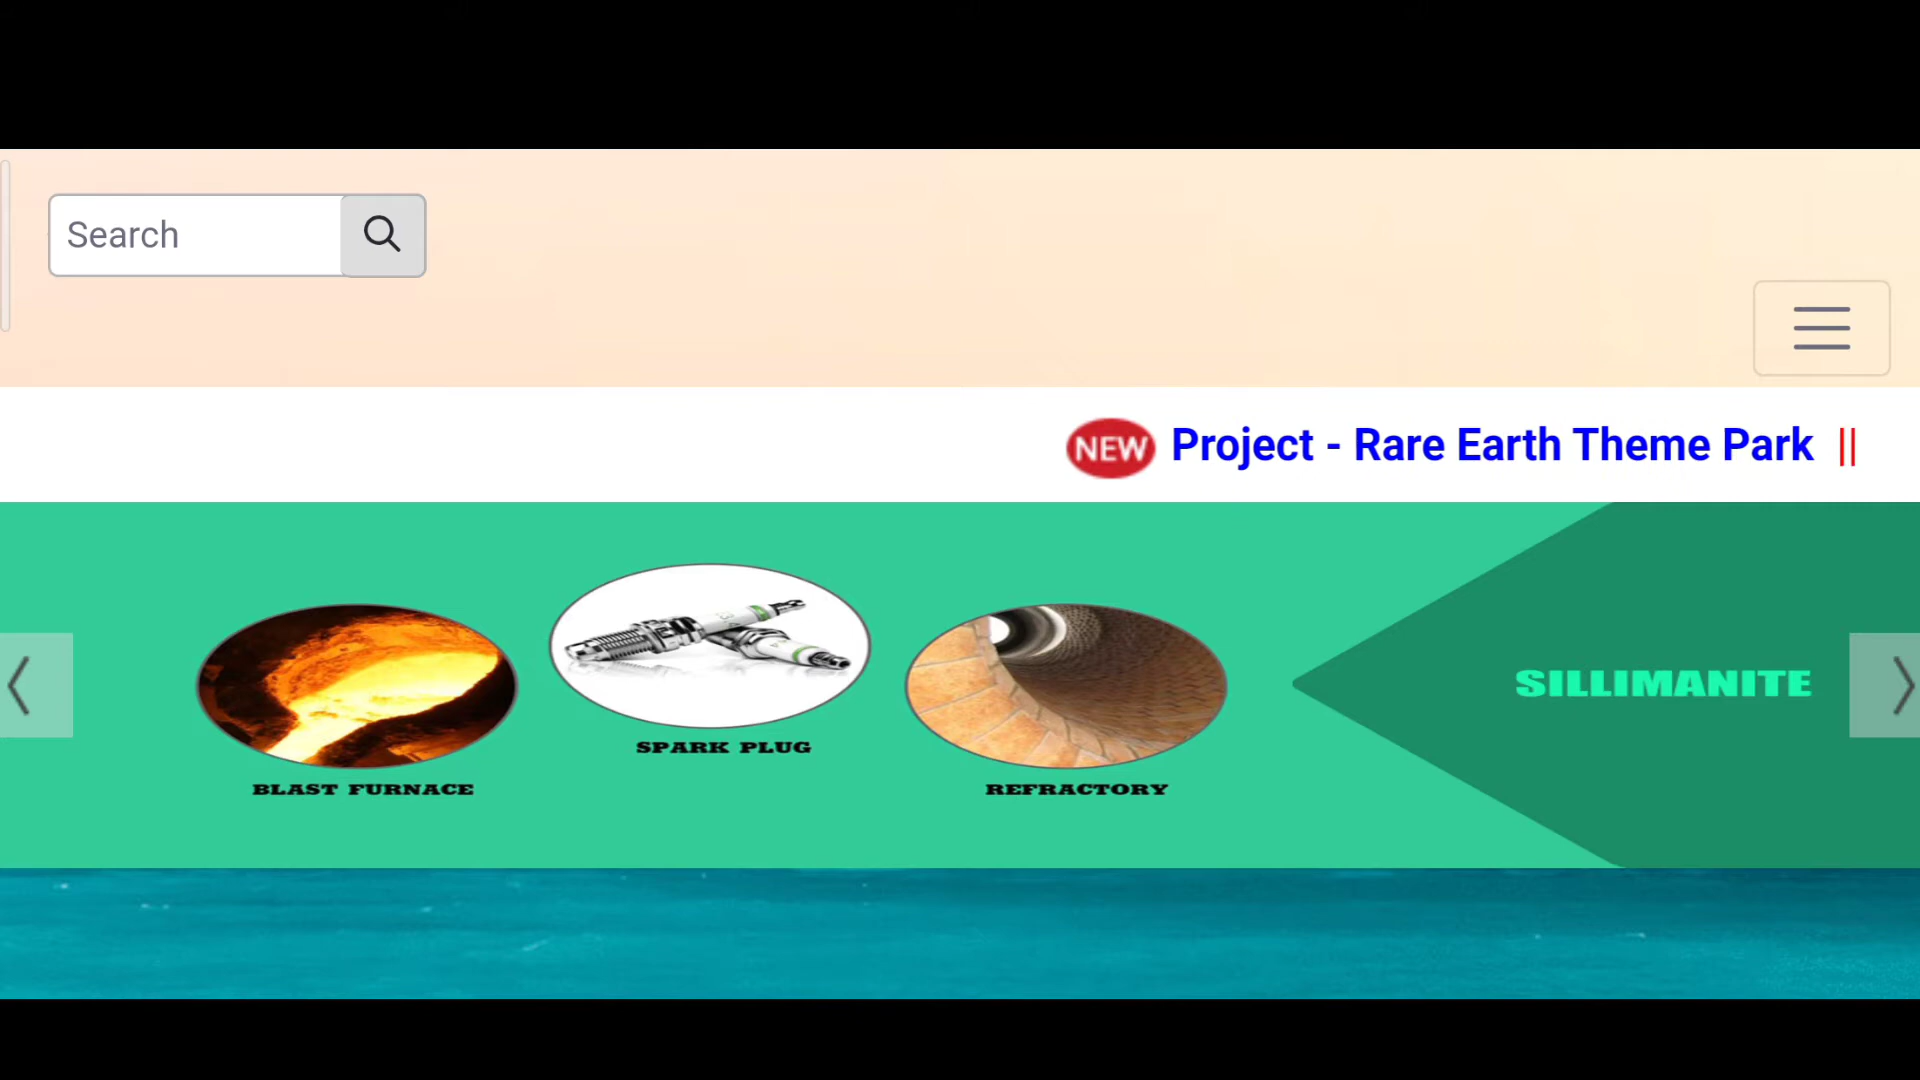 Search
NEW Project - Rare Earth Theme Park ||
SPARK PLUG
BLAST FURNACE
REFRACTORY
SILLIMANITE